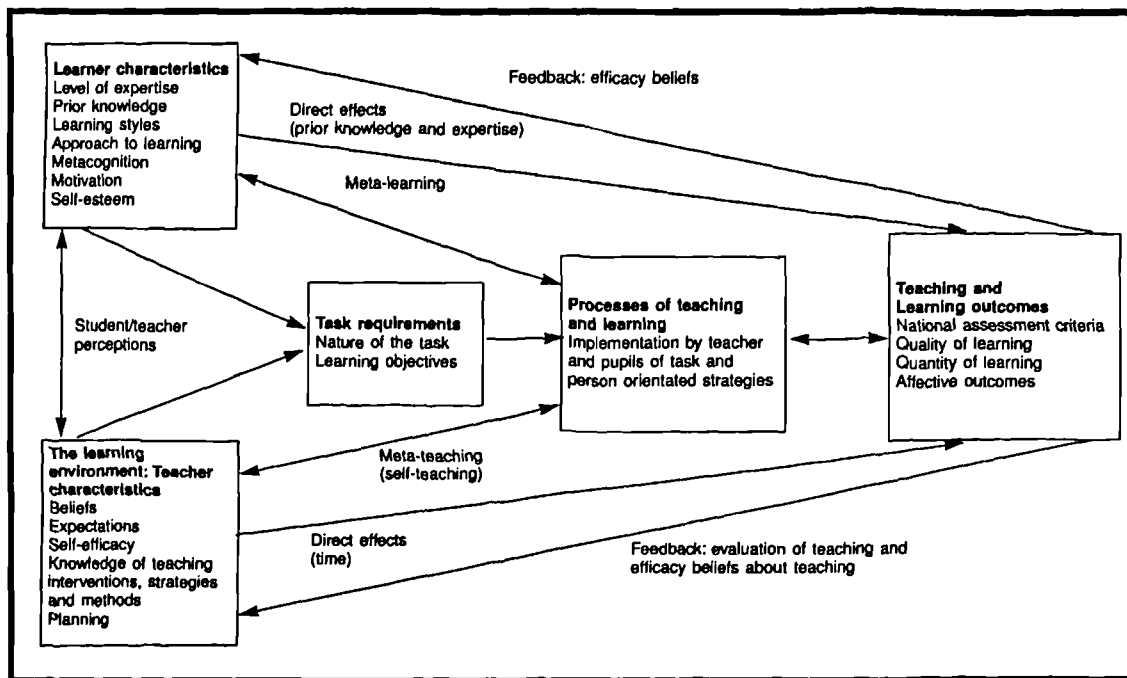 Learner characteristics
Level of expertise
Prior knowledge
Learning styles
Approach to learning
Metacognition
Motivation
Self-esteem
Feedback: efficacy beliefs
Direct effects
(prior knowledge and expertise)
Meta-learning
Student/teacher
perceptions
Task requirements
Nature of the task
Learning objectives
Processes of teaching
and learning
Implementation by teacher
and pupils of task and
person orientated strategies
Teaching and
Learning outcomes
National assessment criteria
Quality of learning
Quantity of learning
Affective outcomes
The learning
environment: Teacher
characteristics
Beliefs
Expectations
Self-efficacy
Knowledge of teaching
interventions, strategies
and methods
Planning
Meta-teaching
(self-teaching)
Direct effects
(time)
Feedback: evaluation of teaching and
efficacy beliefs about teaching